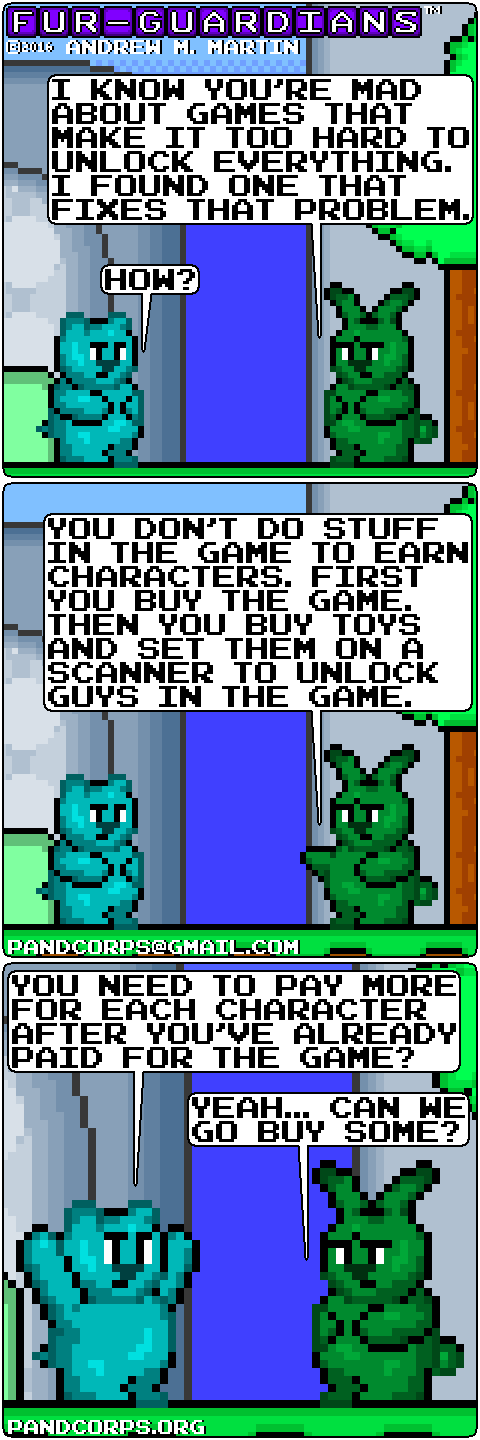 FUR-GUARDIANS™
©2016 ANDREW M. MARTIN
I KNOW YOU'RE MAD
ABOUT GAMES THAT
MAKE IT TOO HARD TO
UNLOCK EVERYTHING.
I FOUND ONE THAT
FIXES THAT PROBLEM.
HOW?
YOU DON'T DO STUFF
IN THE GAME TO EARN
CHARACTERS. FIRST
YOU BUY THE GAME.
THEN YOU BUY TOYS
AND SET THEM ON A
SCANNER TO UNLOCK
GUYS IN THE GAME.
PANDCORPS@GMAIL.COM
YOU NEED TO PAY MORE
FOR EACH CHARACTER
AFTER YOU'VE ALREADY
PAID FOR THE GAME?
YEAH... CAN WE
GO BUY SOME?
PANDCORPS.ORG